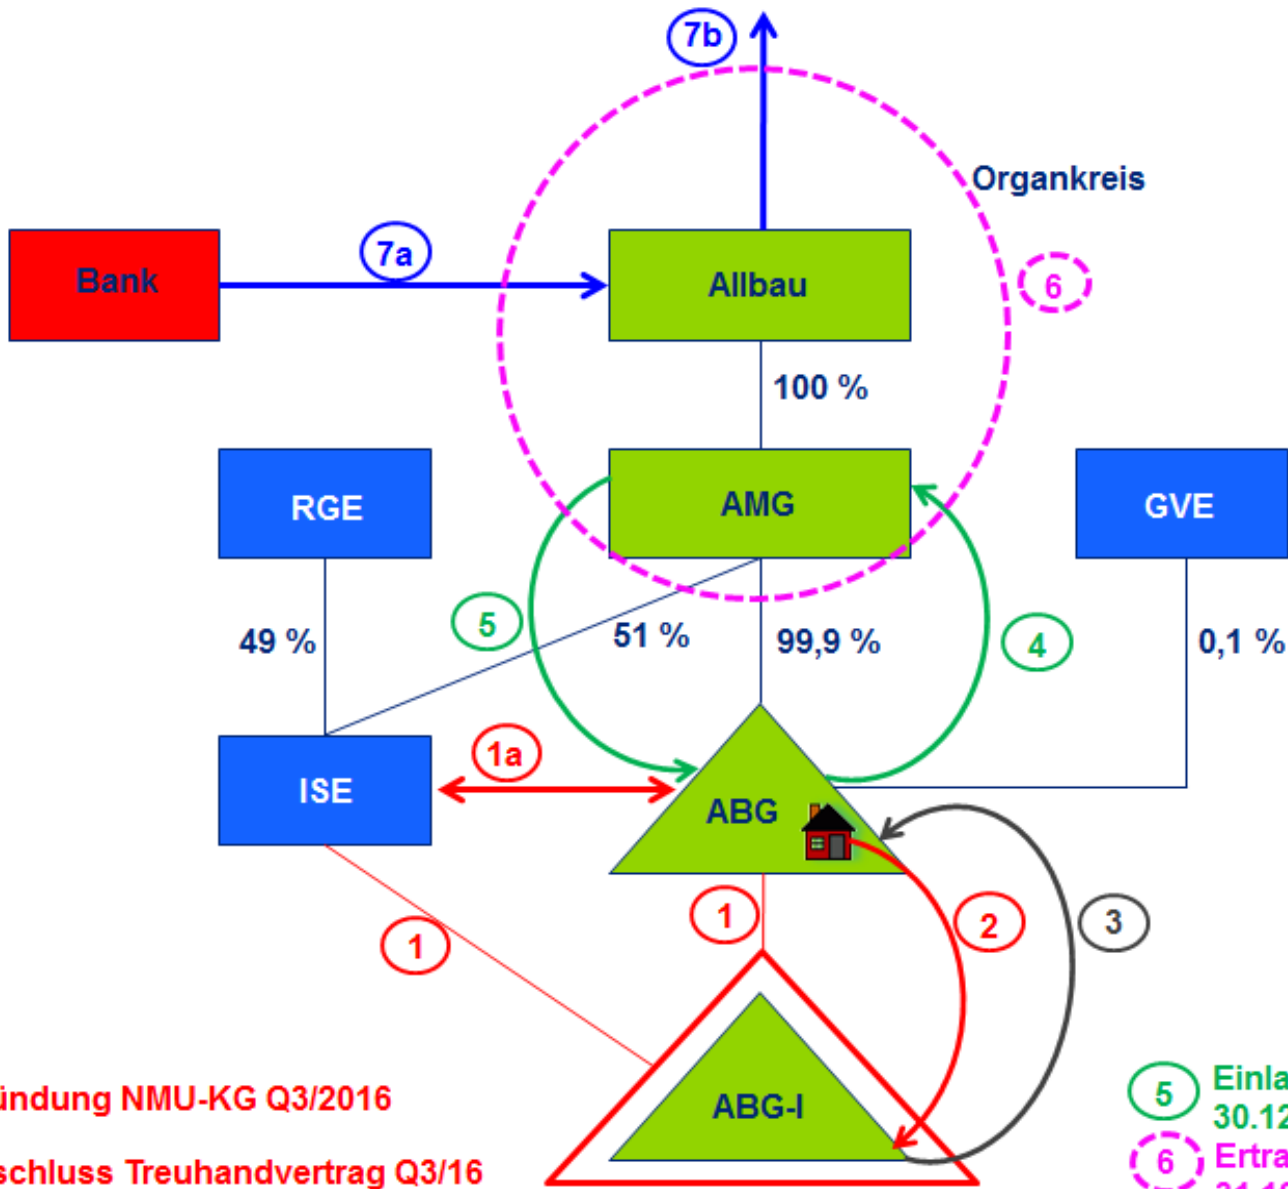 7b
Organkreis
7a
Bank
Allbau
6
100 %
RGE
AMG
GVE
49 %
5
51 %
99,9 %
4
0,1 %
1a
ISE
ABG
1
1
2
3
ABG-I
ündung NMU-KG Q3/2016
schluss Treuhandvertrag Q3/16
5 Einla
30.12
6 Ertra